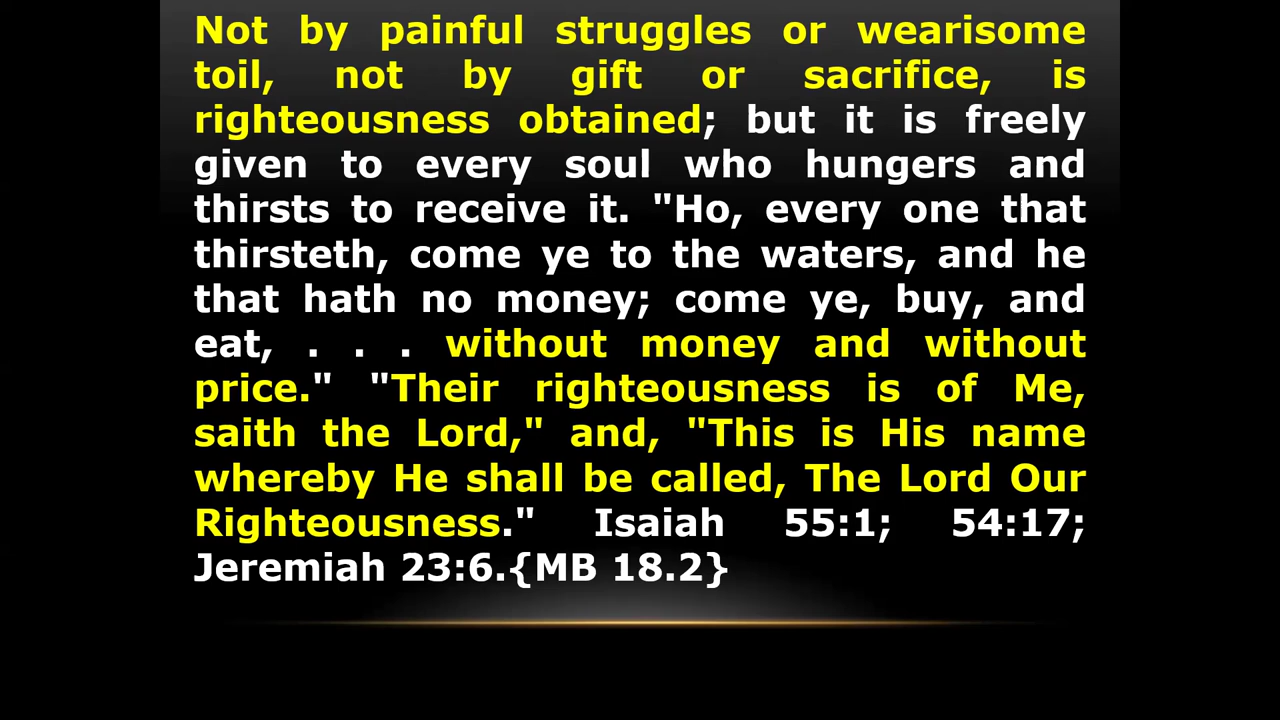 Not by painful struggles or wearisome
toil, not by gift or sacrifice, is
righteousness obtained; but it is freely
given to every soul who hungers and
thirsts to receive it. "Ho, every one that
thirsteth, come ye to the waters, and he
that hath no money; come ye, buy, and
eat, . . . without money and without
price." "Their righteousness is of Me,
saith the Lord," and, "This is His name
whereby He shall be called, The Lord Our
Righteousness." Isaiah 55:1; 54:17;
Jeremiah 23:6.{MB 18.2}